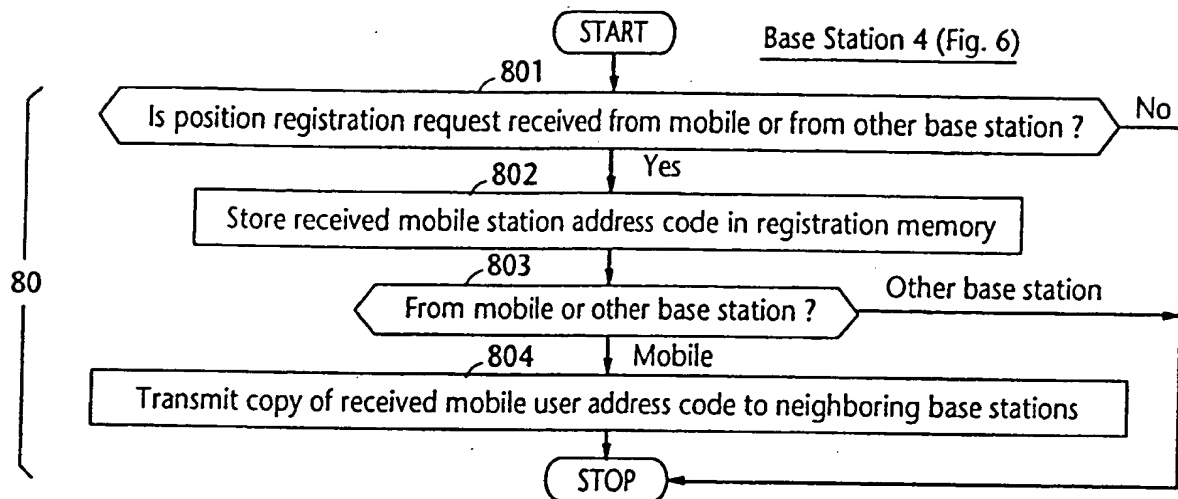 START
Base Station 4 (Fig. 6)
801
Is position registration request received from mobile or from other base station ?
No
Yes
802
Store received mobile station address code in registration memory
803
80
From mobile or other base station ?
Other base station
804
Mobile
Transmit copy of received mobile user address code to neighboring base stations
STOP